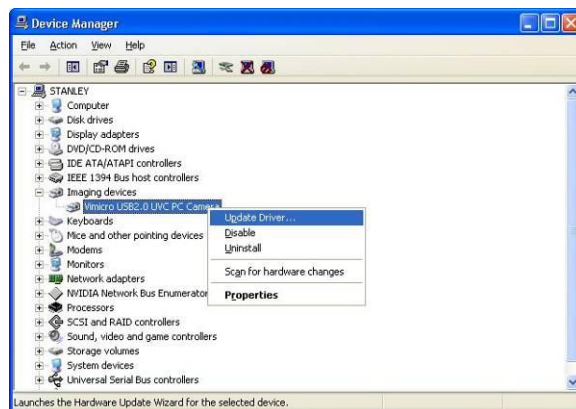 Device Manager
File Action View Help
STANLEY
Computer
Disk drives
Display adapters
DVD/CD-ROM drives
IDE ATA/ATAPI controllers
IEEE 1394 Bus host controllers
Imaging devices
Vimicro USB2.0 UVC PC Camera
Keyboards
Mice and other pointing devices
Modems
Monitors
Network adapters
NVIDIA Network Bus Enumerator
Processors
SCSI and RAID controllers
Sound, video and game controllers
Storage volumes
System devices
Universal Serial Bus controllers
Update Driver...
Disable
Uninstall
Scan for hardware changes
Properties
Launches the Hardware Update Wizard for the selected device.